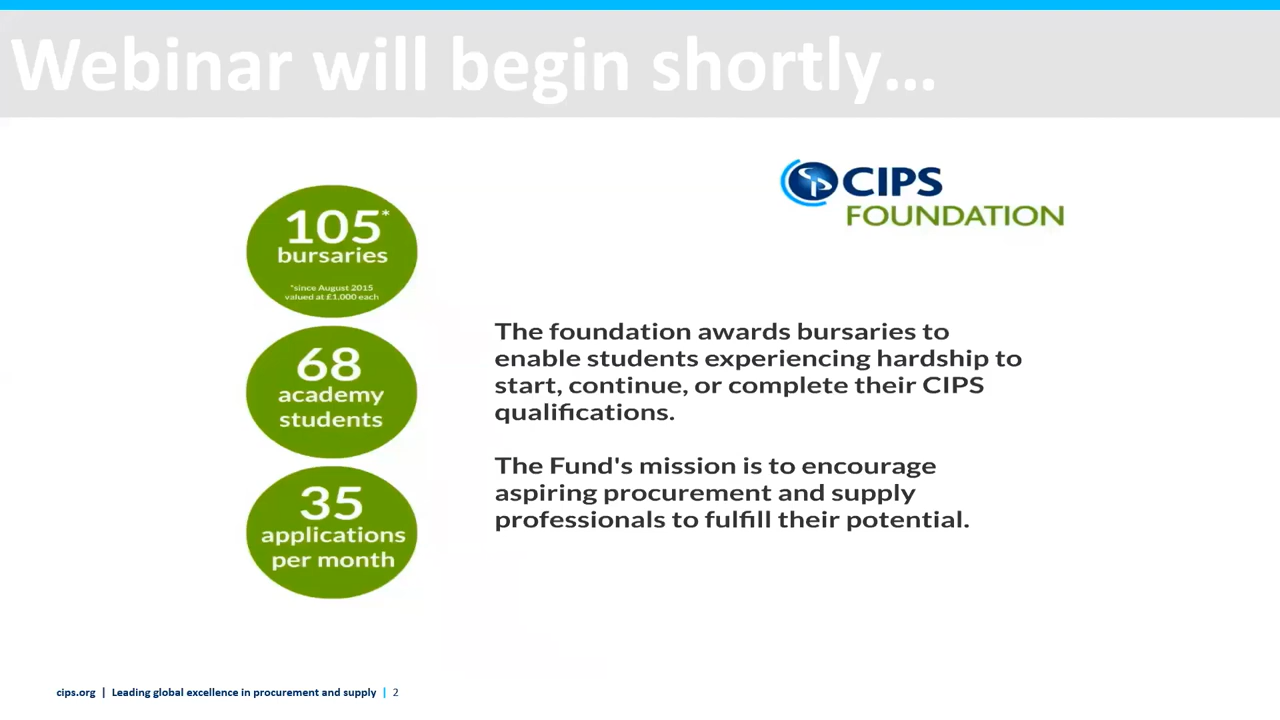 Webinar will begin shortly...
CIPS
FOUNDATION
105*
bursaries
*since August 2015
valued at £1.000 each
68
academy
students
35
applications
per month
The foundation awards bursaries to
enable students experiencing hardship to
start, continue, or complete their CIPS
qualifications.
The Fund's mission is to encourage
aspiring procurement and supply
professionals to fulfill their potential.
cips.org | Leading global excellence in procurement and supply | 2